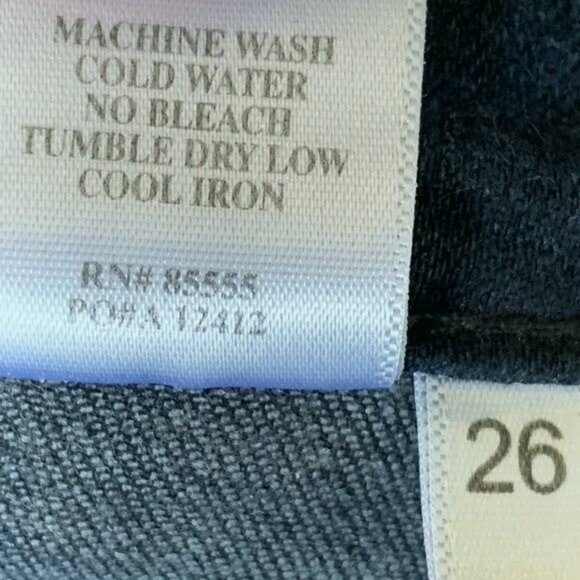 MACHINE WASH
COLD WATER
NO BLEACH
TUMBLE DRY LOW
COOL IRON
RN# 85555
PO#A 12412
26